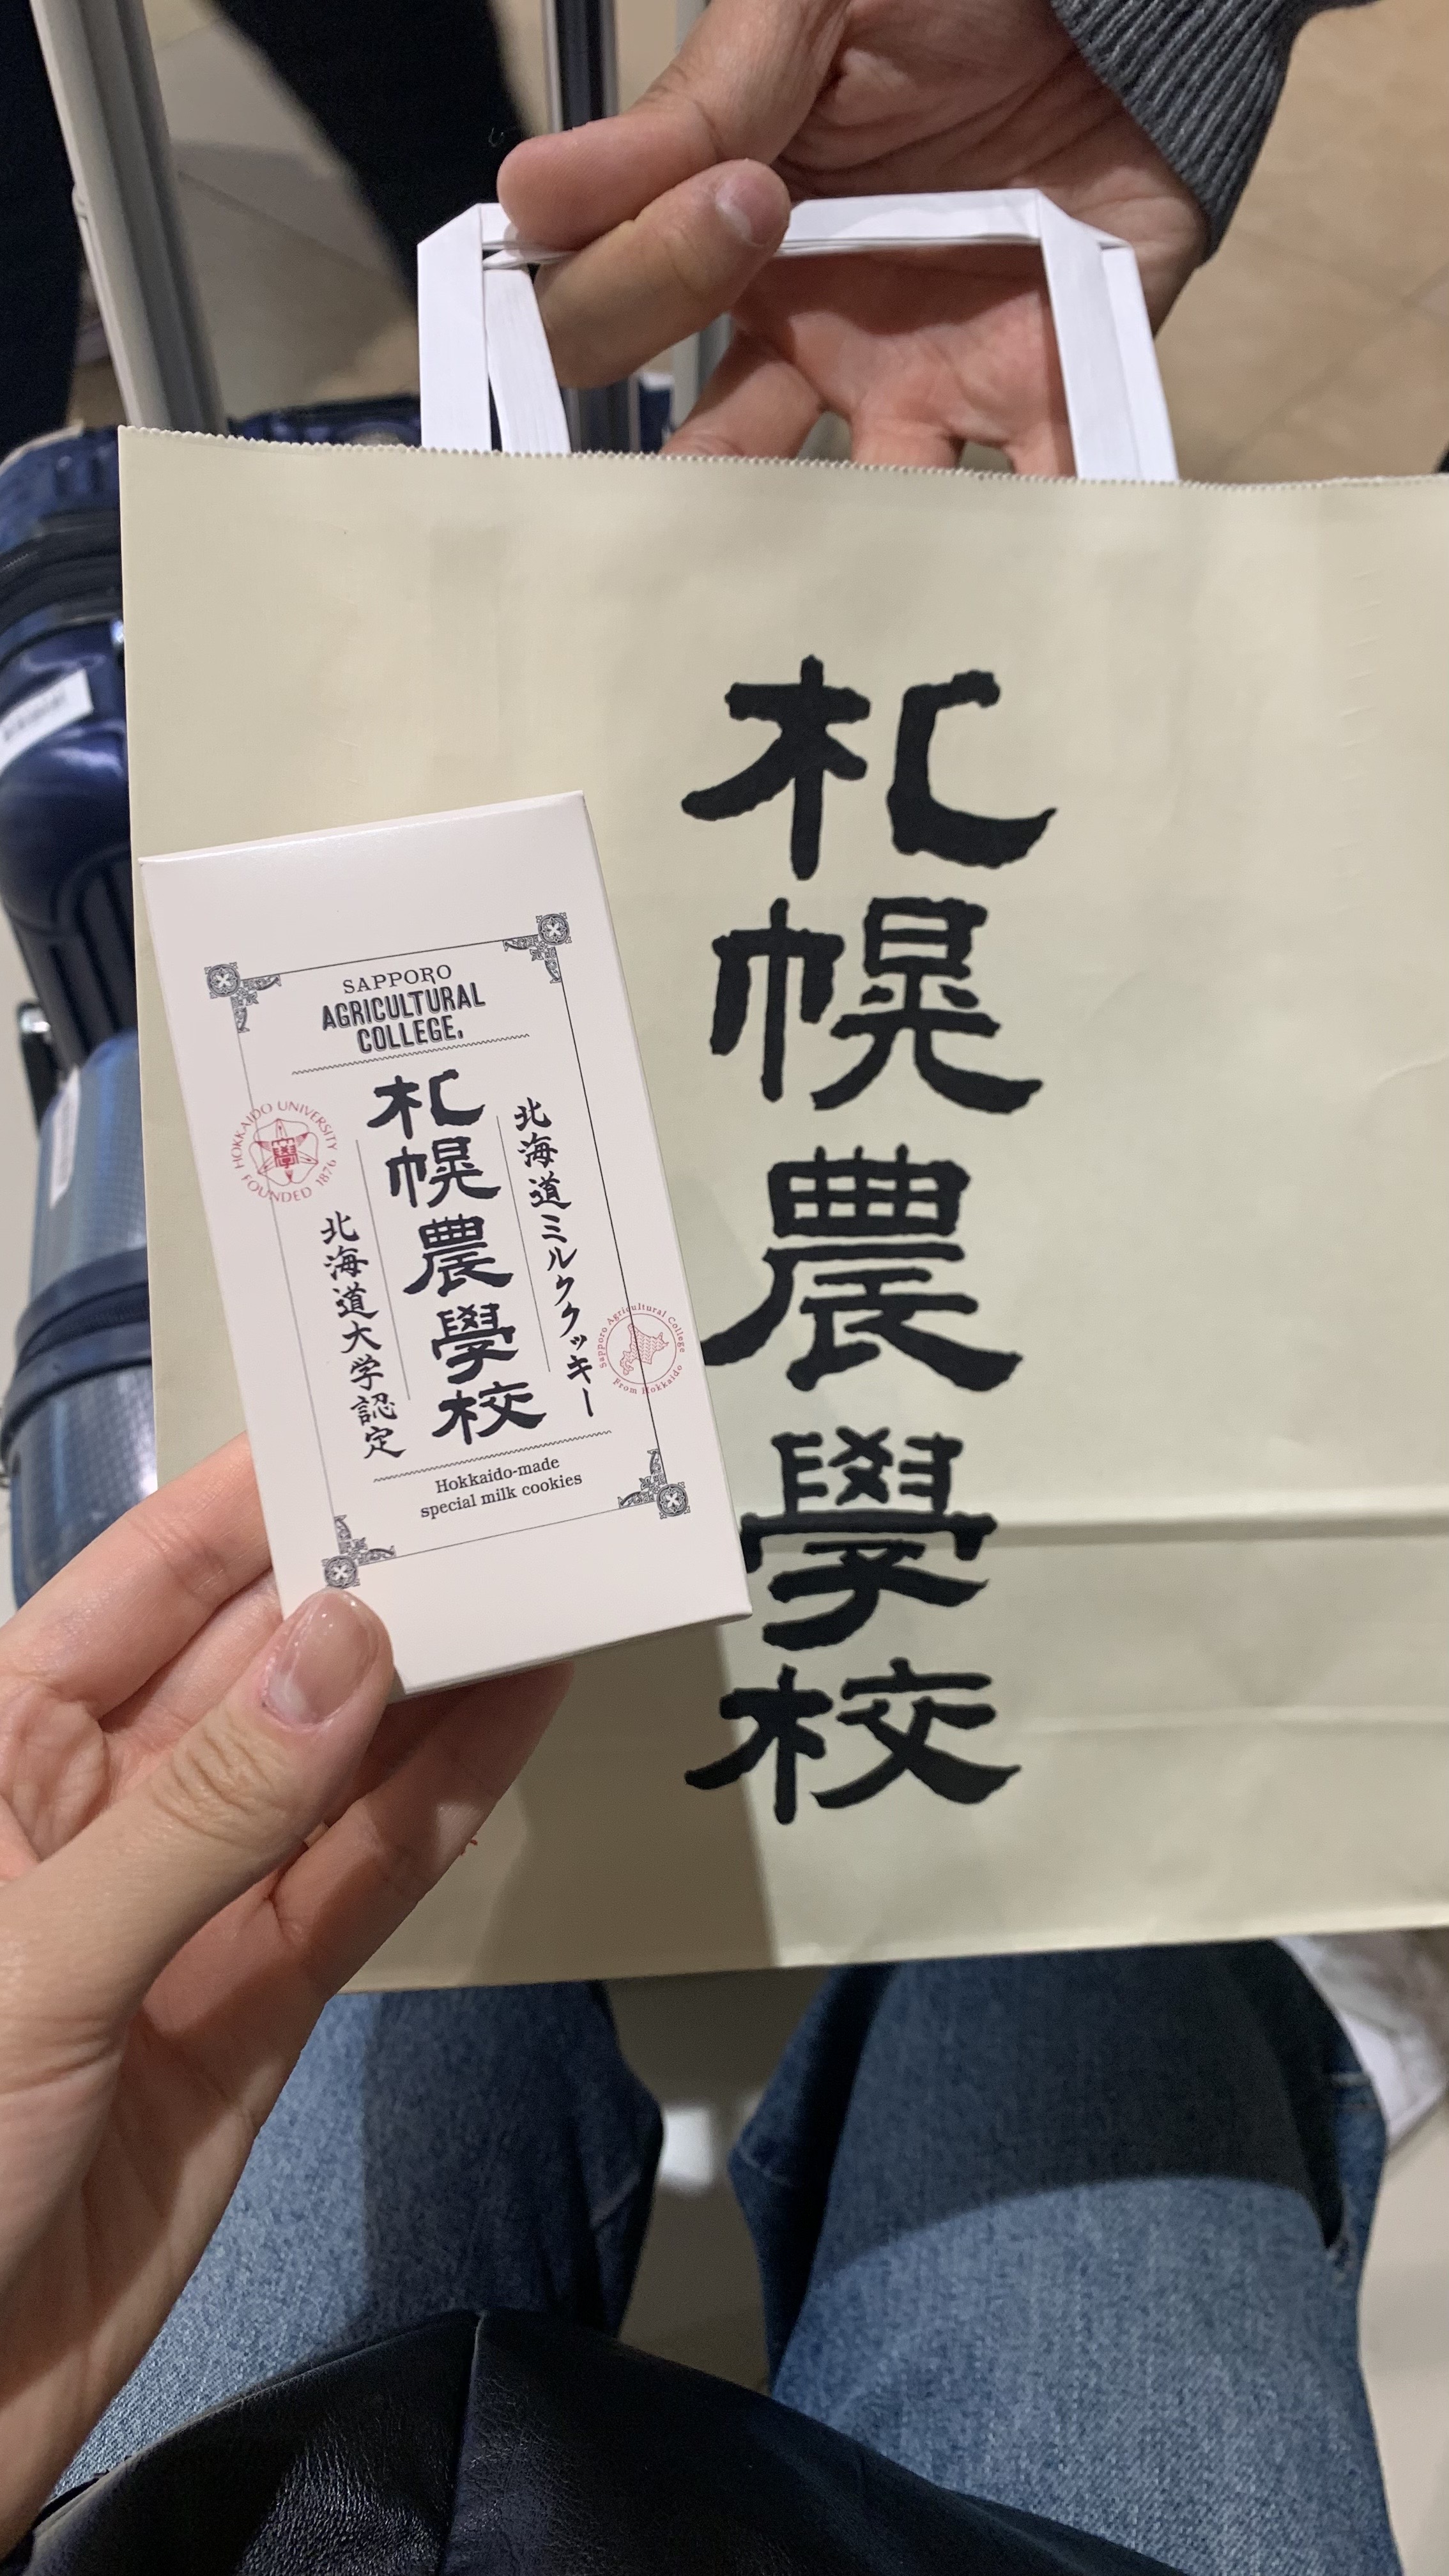 札幌農學校
SAPPORO
AGRICULTURAL
COLLEGE,
北海道ミルククッキー
札幌農學校
北海道大学認定
HOKKAIDO UNIVERSITY
FOUNDED 1876
Sapporo Agricultural College
From Hokkaido
Hokkaido-made
special milk cookies